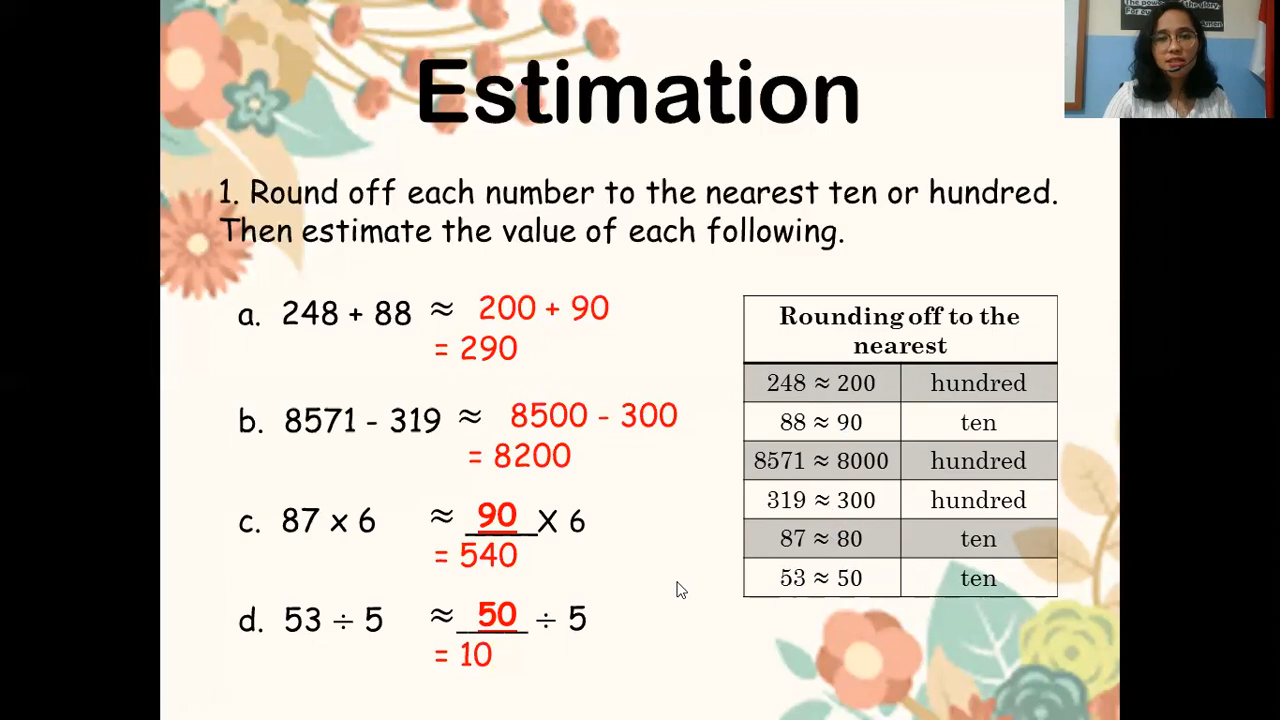 Estimation
1. Round off each number to the nearest ten or hundred.
Then estimate the value of each following.
a. 248 + 88 ≈ 200 + 90
= 290
b. 8571 - 319 ≈ 8500 - 300
= 8200
c. 87 x 6 ≈ 90 X 6
= 540
d. 53 ÷ 5 ≈ 50 ÷ 5
= 10
Rounding off to the
nearest
248 ≈ 200 hundred
88 ≈ 90 ten
8571 ≈ 8000 hundred
319 ≈ 300 hundred
87 ≈ 80 ten
53 ≈ 50 ten